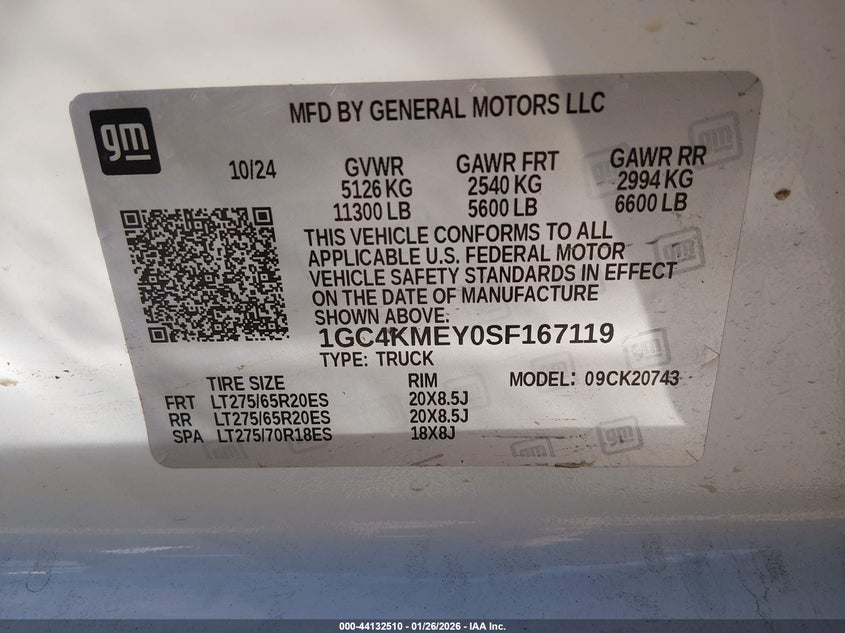 gm
MFD BY GENERAL MOTORS LLC
10/24
GVWR GAWR FRT GAWR RR
5126 KG 2540 KG 2994 KG
11300 LB 5600 LB 6600 LB
THIS VEHICLE CONFORMS TO ALL
APPLICABLE U.S. FEDERAL MOTOR
VEHICLE SAFETY STANDARDS IN EFFECT
ON THE DATE OF MANUFACTURE
SHOWN ABOVE.
1GC4KMEY0SF167119
TYPE: TRUCK
TIRE SIZE RIM MODEL: 09CK20743
FRT LT275/65R20ES 20X8.5J
RR LT275/65R20ES 20X8.5J
SPA LT275/70R18ES 18X8J
000-44132510 - 01/26/2026 - IAA Inc.